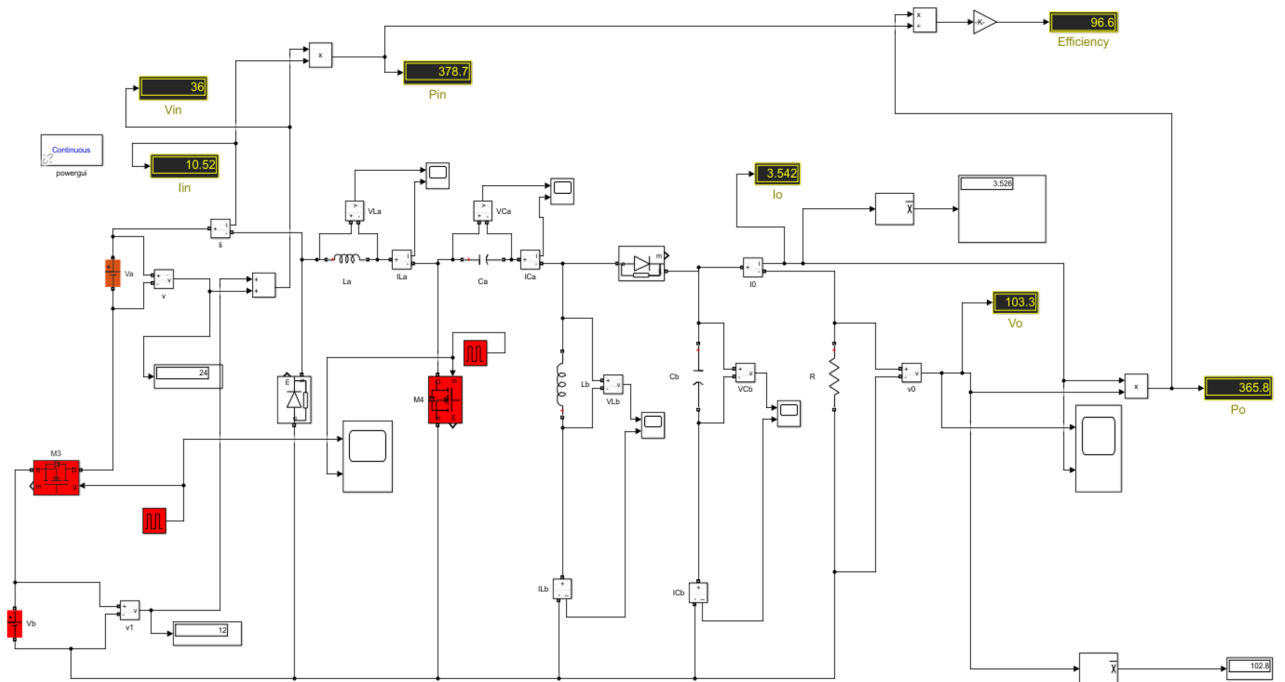 96.6
Efficiency
-K-
x
÷
x
378.7
Pin
36
Vin
Continuous
powergui
10.52
Iin
3.542
Io
3.526
VLa
VCa
ii
La
ILa
Ca
ICa
I0
Va
v
24
103.3
Vo
M4
Lb
VLb
Cb
VCb
R
v0
x
365.8
Po
M3
ILb
ICb
Vb
v1
12
102.8